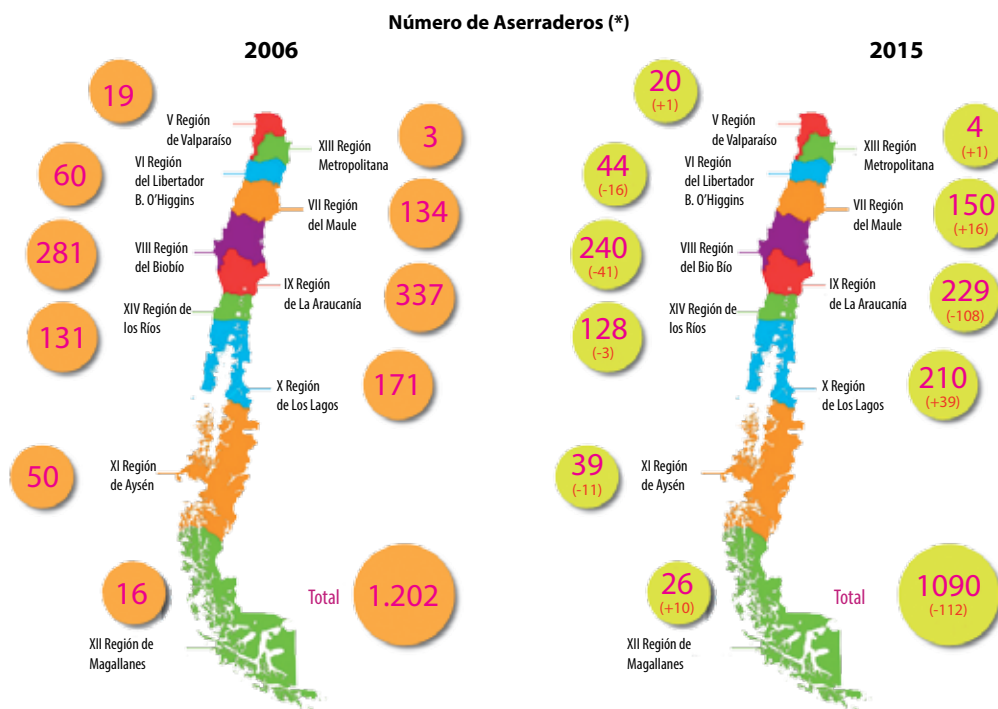 Número de Aserraderos (*)
2006
19
V Región
de Valparaíso
3
XIII Región
Metropolitana
60
VI Región
del Libertador
B. O'Higgins
134
VII Región
del Maule
281
VIII Región
del Biobío
337
IX Región
de La Araucanía
131
XIV Región de
los Ríos
171
X Región
de Los Lagos
50
XI Región
de Aysén
16
XII Región de
Magallanes
Total
1.202
2015
20
(+1)
V Región
de Valparaíso
4
(+1)
XIII Región
Metropolitana
44
(-16)
VI Región
del Libertador
B. O'Higgins
150
(+16)
VII Región
del Maule
240
(-41)
VIII Región
del Bio Bío
229
(-108)
IX Región
de La Araucanía
128
(-3)
XIV Región de
los Ríos
210
(+39)
X Región
de Los Lagos
39
(-11)
XI Región
de Aysén
26
(+10)
XII Región de
Magallanes
Total
1090
(-112)